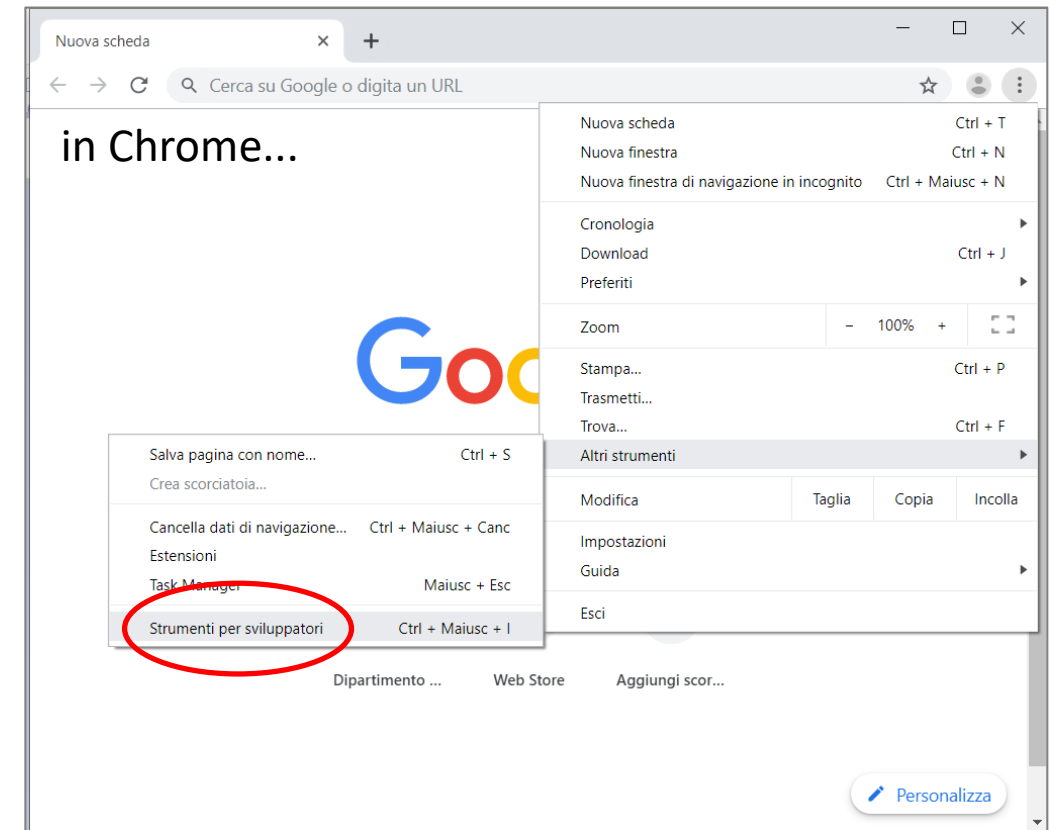 Nuova scheda
Cerca su Google o digita un URL
in Chrome...
Nuova scheda Ctrl + T
Nuova finestra Ctrl + N
Nuova finestra di navigazione in incognito Ctrl + Maiusc + N
Cronologia
Download Ctrl + J
Preferiti
Zoom - 100% +
Stampa... Ctrl + P
Trasmetti...
Trova... Ctrl + F
Altri strumenti
Modifica Taglia Copia Incolla
Impostazioni
Guida
Esci
Goo
Salva pagina con nome... Ctrl + S
Crea scorciatoia...
Cancella dati di navigazione... Ctrl + Maiusc + Canc
Estensioni
Task Manager Maiusc + Esc
Strumenti per sviluppatori Ctrl + Maiusc + I
Dipartimento ... Web Store Aggiungi scor...
Personalizza